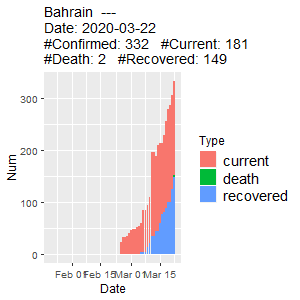 Bahrain  ---
Date: 2020-03-22
#Confirmed: 332   #Current: 181
#Death: 2   #Recovered: 149
Num
300
200
100
0
Feb 01
Feb 15
Mar 01
Mar 15
Date
Type
current
death
recovered